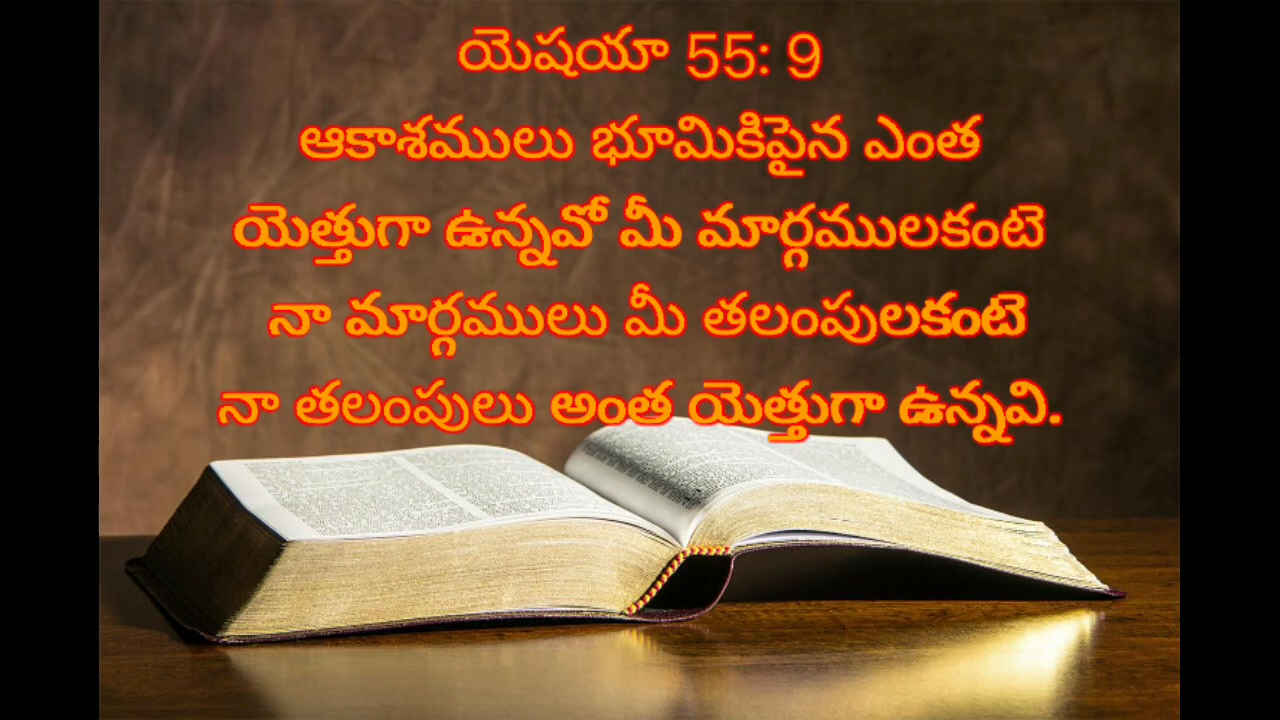 యెషయా 55: 9
ఆకాశములు భూమికిపైన ఎంత
యెత్తుగా ఉన్నవో మీ మార్గములకంటె
నా మార్గములు మీ తలంపులకంటె
నా తలంపులు అంత యెత్తుగా ఉన్నవి.